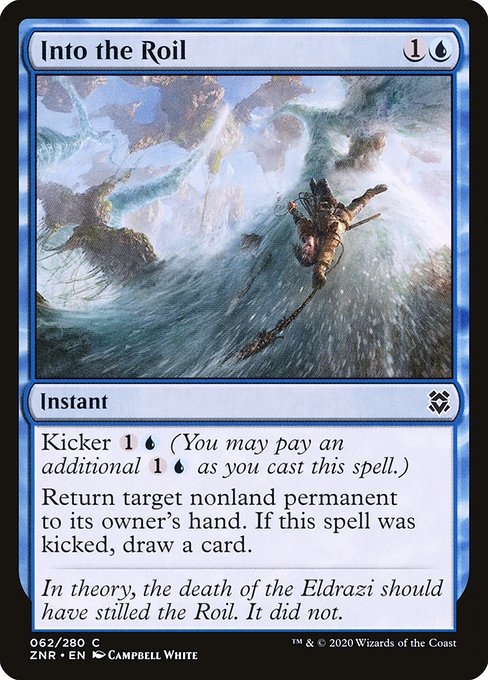 Into the Roil 1
Instant
Kicker 1 (You may pay an
additional 1 as you cast this spell.)
Return target nonland permanent
to its owner's hand. If this spell was
kicked, draw a card.
In theory, the death of the Eldrazi should
have stilled the Roil. It did not.
062/280 C
ZNR • EN Campbell White
™ & © 2020 Wizards of the Coast